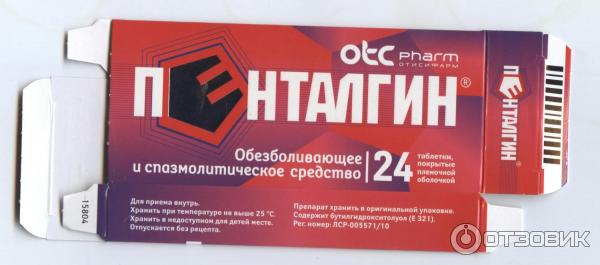 otc pharm
ОТИСИФАРМ
ПЕНТАЛГИН®
Обезболивающее
и спазмолитическое средство
24
таблетки,
покрытые
пленочной
оболочкой
ПЕНТАЛГИН®
15804
Для приема внутрь.
Хранить при температуре не выше 25 °C.
Хранить в недоступном для детей месте.
Отпускается без рецепта.
Препарат хранить в оригинальной упаковке.
Содержит бутилгидрокситолуол (Е 321).
Рег. номер: ЛСР-005571/10
ОТЗОВИК